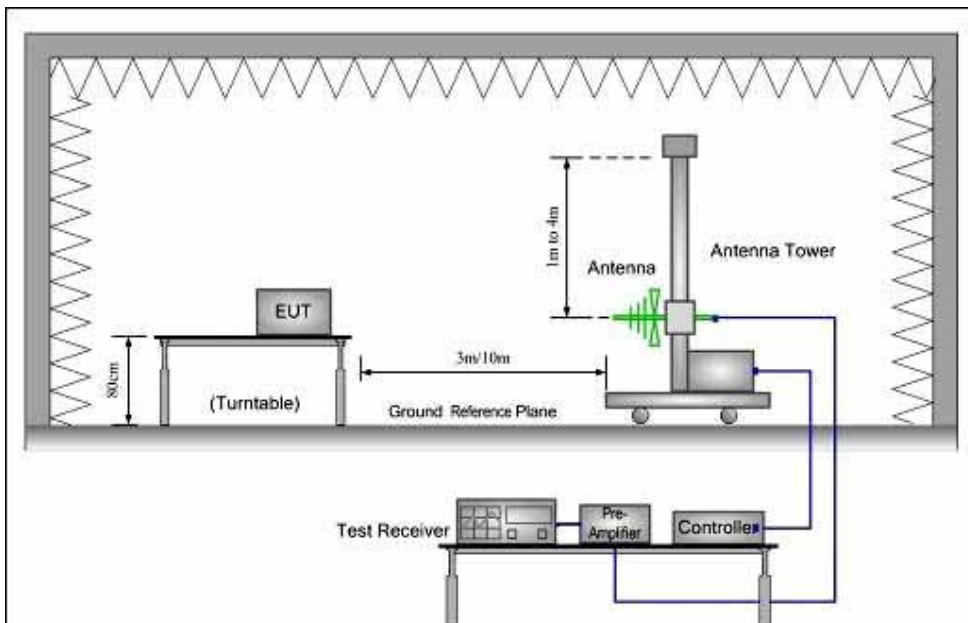 1m to 4m
Antenna
Antenna Tower
EUT
3m/10m
80cm
(Turntable)
Ground Reference Plane
Test Receiver
Pre-
Amplifier
Controller